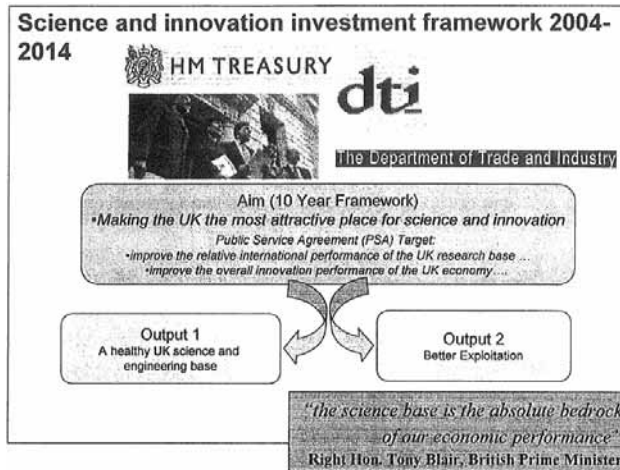 Science and innovation investment framework 2004-
2014
HM TREASURY
dti
The Department of Trade and Industry
Aim (10 Year Framework)
•Making the UK the most attractive place for science and innovation
Public Service Agreement (PSA) Target:
•improve the relative international performance of the UK research base ...
•improve the overall innovation performance of the UK economy....
Output 1
A healthy UK science and
engineering base
Output 2
Better Exploitation
"the science base is the absolute bedrock
of our economic performance"
Right Hon. Tony Blair, British Prime Minister